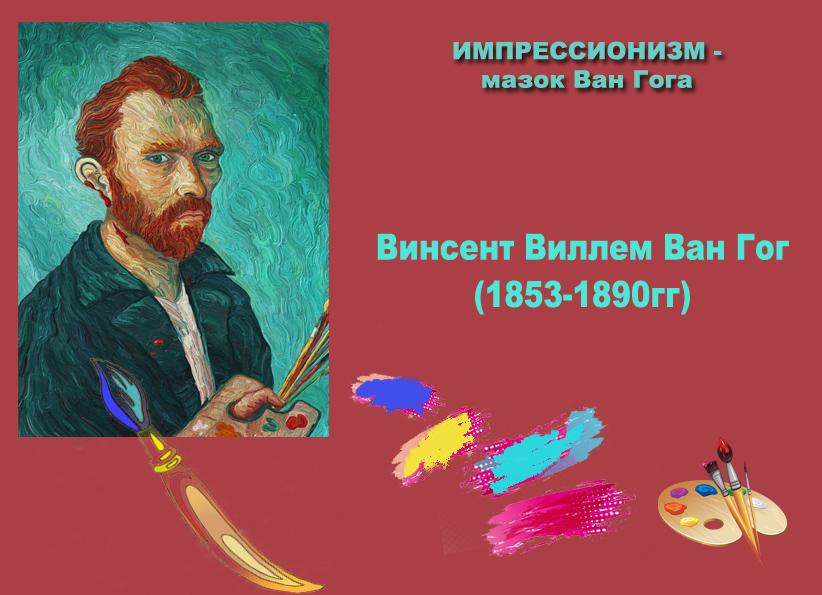 ИМПРЕССИОНИЗМ -
мазок Ван Гога
Винсент Виллем Ван Гог
(1853-1890гг)